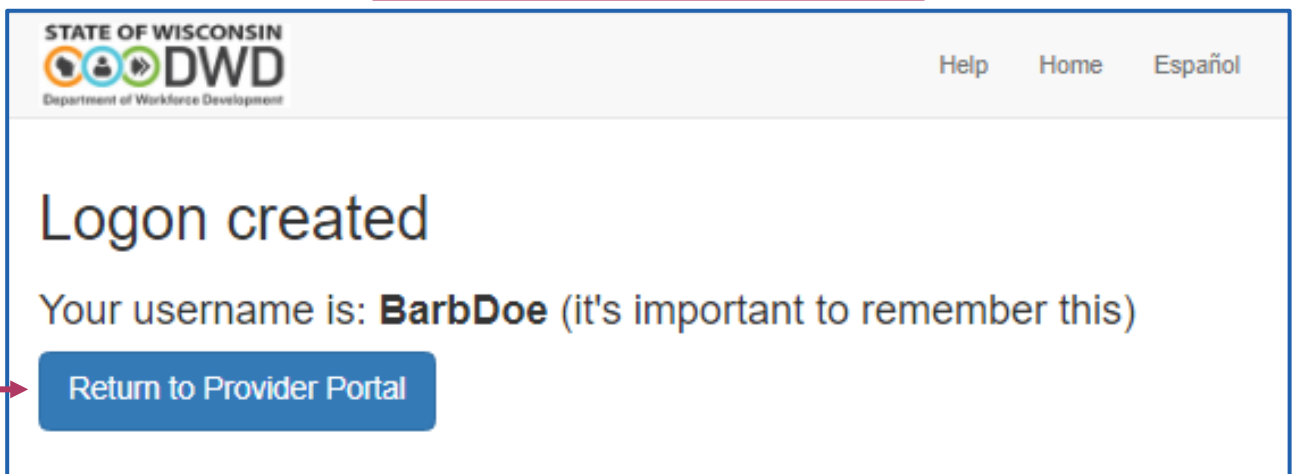 STATE OF WISCONSIN
DWD
Department of Workforce Development
Help Home Español
Logon created
Your username is: BarbDoe (it's important to remember this)
Return to Provider Portal